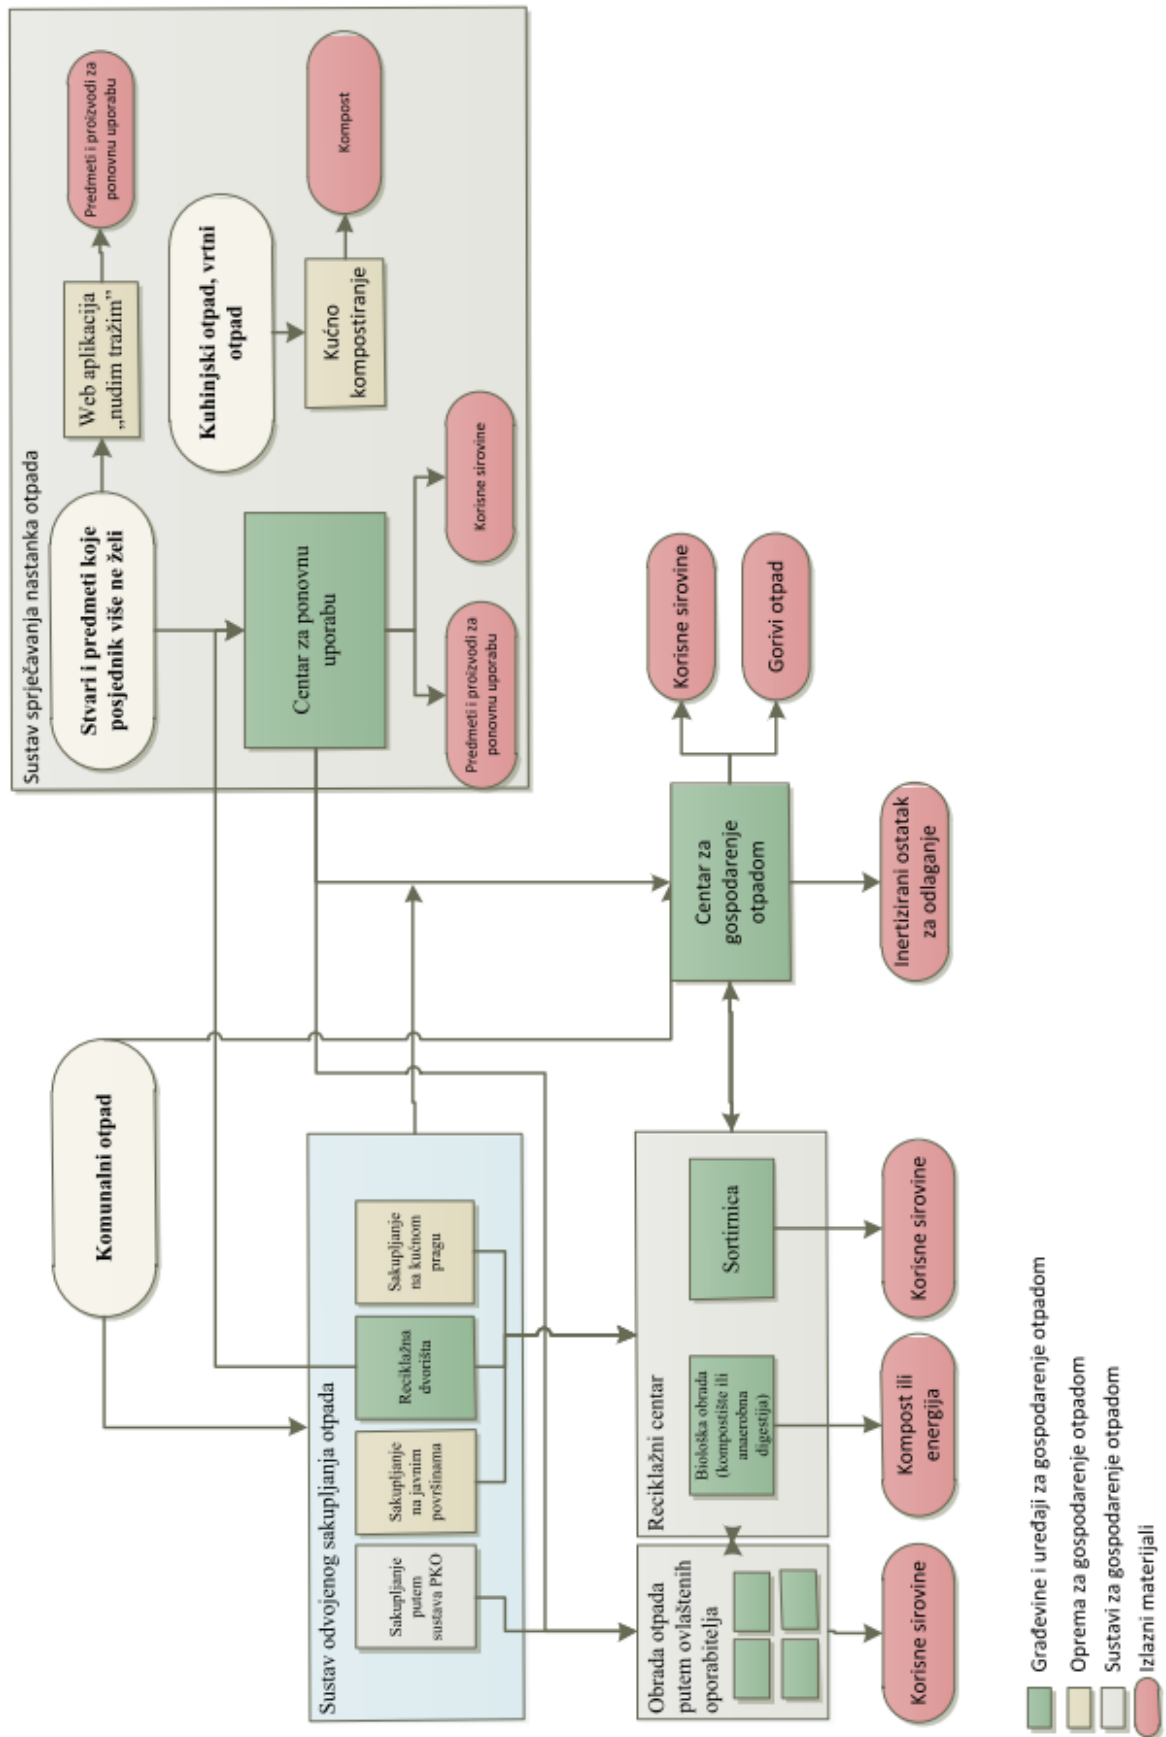 Komunalni otpad
Sustav odvojenog sakupljanja otpada
Sakupljanje
putem
sustava PKO
Sakupljanje
na javnim
površinama
Reciklažna
dvorišta
Sakupljanje
na kućnom
pragu
Obrada otpada
putem ovlaštenih
oporabitelja
Reciklažni centar
Biološka obrada
(kompostište ili
anaerobna
digestija)
Sortirnica
Korisne sirovine
Kompost ili
energija
Korisne sirovine
Sustav sprječavanja nastanka otpada
Stvari i predmeti koje
posjednik više ne želi
Web aplikacija
„nudim tražim”
Predmeti i proizvodi za
ponovnu uporabu
Kuhinjski otpad, vrtni
otpad
Centar za ponovnu
uporabu
Kućno
kompostiranje
Kompost
Predmeti i proizvodi za
ponovnu uporabu
Korisne sirovine
Centar za
gospodarenje
otpadom
Korisne sirovine
Gorivi otpad
Inertizirani ostatak
za odlaganje
Građevine i uređaji za gospodarenje otpadom
Oprema za gospodarenje otpadom
Sustavi za gospodarenje otpadom
Izlazni materijali